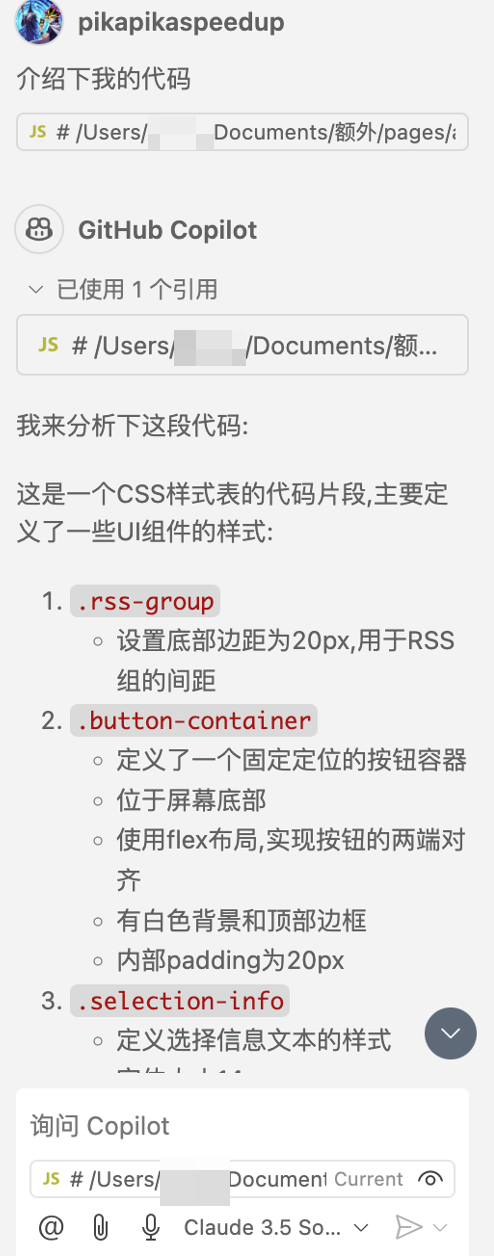 pikapikaspeedup
介绍下我的代码
JS # /Users/ Documents/额外/pages/a
GitHub Copilot
已使用 1 个引用
JS # /Users/ /Documents/额...
我来分析下这段代码:
这是一个CSS样式表的代码片段,主要定
义了一些UI组件的样式:
1. .rss-group
设置底部边距为20px,用于RSS
组的间距
2. .button-container
定义了一个固定定位的按钮容器
位于屏幕底部
使用flex布局,实现按钮的两端对
齐
有白色背景和顶部边框
内部padding为20px
3. .selection-info
定义选择信息文本的样式
询问 Copilot
JS # /Users/ Document Current
@ Claude 3.5 So...